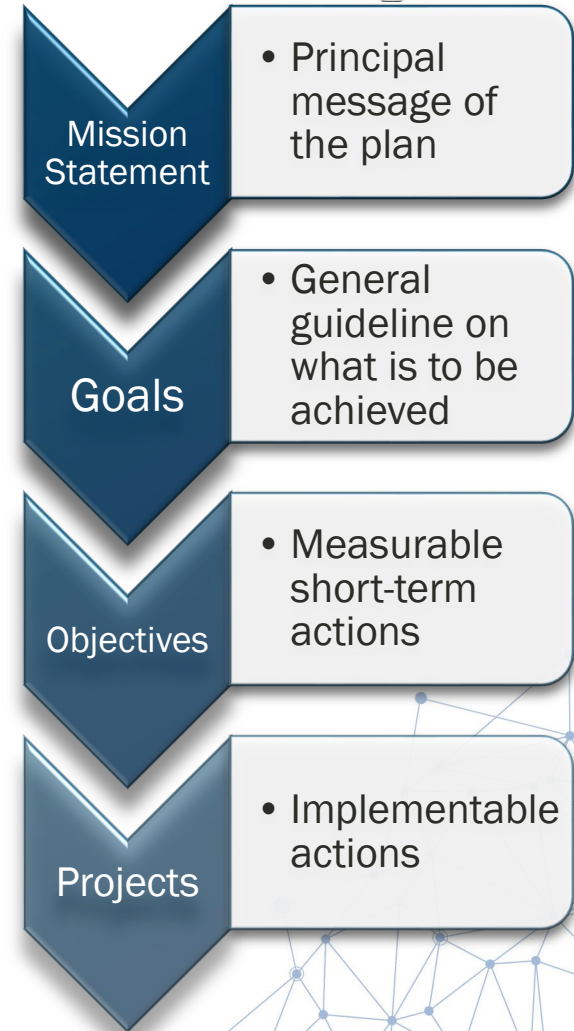 Mission
Statement
• Principal
message of
the plan
Goals
• General
guideline on
what is to be
achieved
Objectives
• Measurable
short-term
actions
Projects
• Implementable
actions